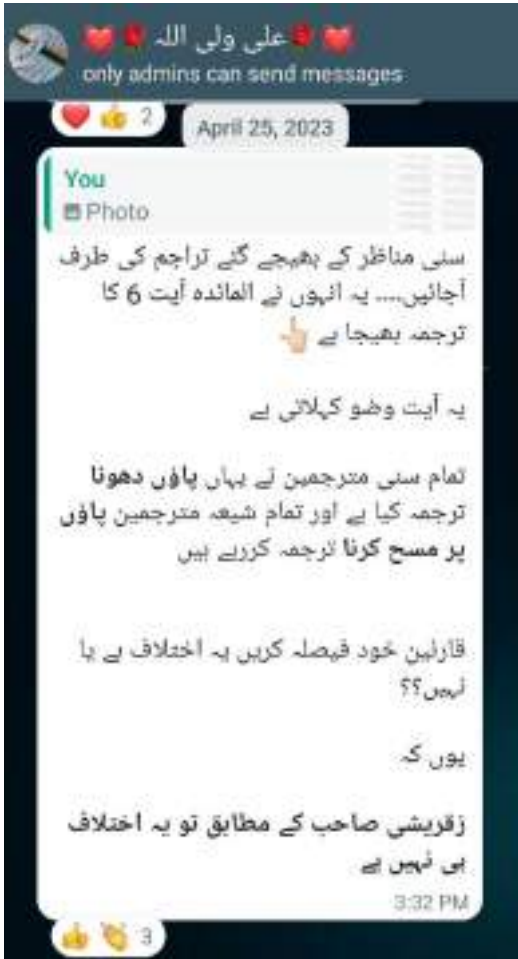 علی ولی اللہ
only admins can send messages
2
April 25, 2023
You
Photo
سنی مناظر کے بھیجے گئے تراجم کی طرف
آجائیں.... یہ انہوں نے المائدہ آیت 6 کا
ترجمہ بھیجا ہے 👆🏻
یہ آیت وضو کہلاتی ہے
تمام سنی مترجمین نے یہاں پاؤں دھونا
ترجمہ کیا ہے اور تمام شیعہ مترجمین پاؤں
پر مسح کرنا ترجمہ کررہے ہیں
قارئین خود فیصلہ کریں یہ اختلاف ہے یا
نہیں؟؟
یوں کہ
زقریشی صاحب کے مطابق تو یہ اختلاف
ہی نہیں ہے
3:32 PM
3